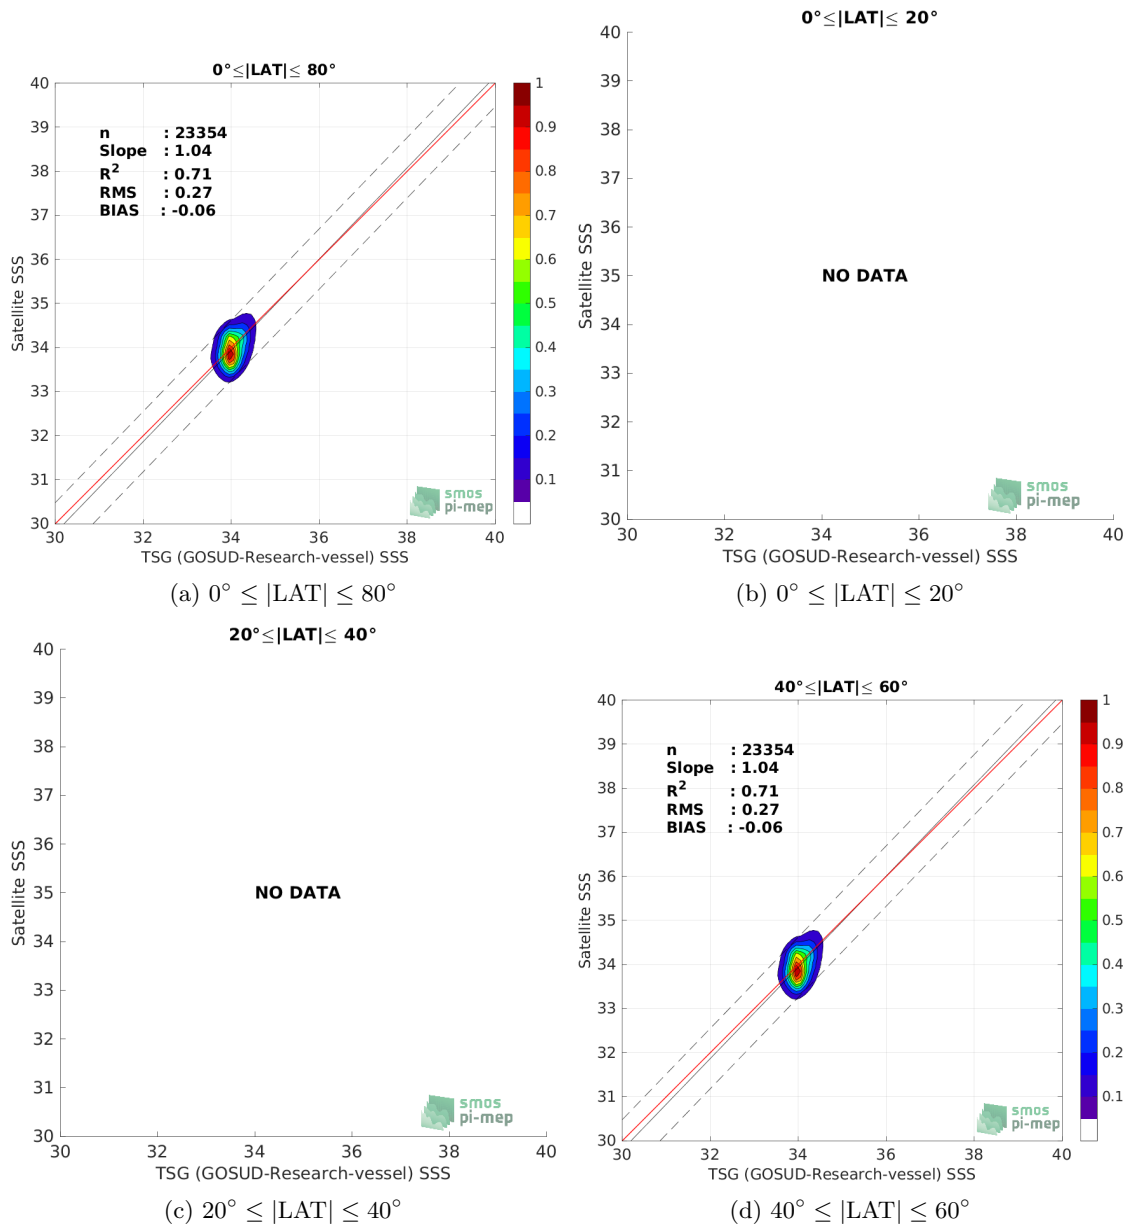 0°≤|LAT|≤ 80°
40
39
38
37
36
35
34
33
32
31
30
30
32
34
36
38
40
Satellite SSS
TSG (GOSUD-Research-vessel) SSS
n : 23354
Slope : 1.04
R² : 0.71
RMS : 0.27
BIAS : -0.06
smos
pi-mep
1
0.9
0.8
0.7
0.6
0.5
0.4
0.3
0.2
0.1
(a) 0° ≤ |LAT| ≤ 80°
0°≤|LAT|≤ 20°
40
39
38
37
36
35
34
33
32
31
30
30
32
34
36
38
40
Satellite SSS
TSG (GOSUD-Research-vessel) SSS
NO DATA
smos
pi-mep
(b) 0° ≤ |LAT| ≤ 20°
20°≤|LAT|≤ 40°
40
39
38
37
36
35
34
33
32
31
30
30
32
34
36
38
40
Satellite SSS
TSG (GOSUD-Research-vessel) SSS
NO DATA
smos
pi-mep
(c) 20° ≤ |LAT| ≤ 40°
40°≤|LAT|≤ 60°
40
39
38
37
36
35
34
33
32
31
30
30
32
34
36
38
40
Satellite SSS
TSG (GOSUD-Research-vessel) SSS
n : 23354
Slope : 1.04
R² : 0.71
RMS : 0.27
BIAS : -0.06
smos
pi-mep
1
0.9
0.8
0.7
0.6
0.5
0.4
0.3
0.2
0.1
(d) 40° ≤ |LAT| ≤ 60°